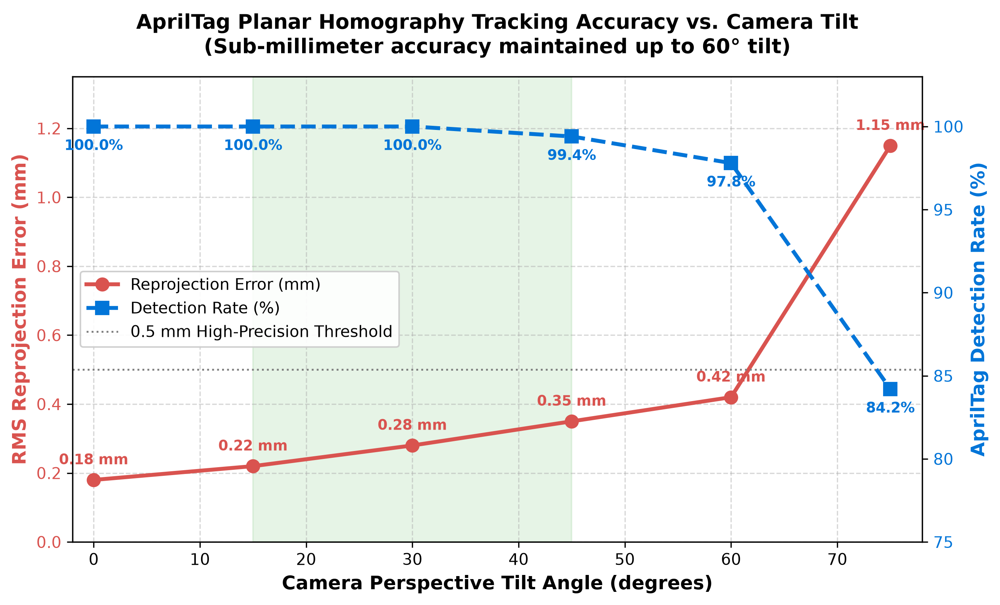 AprilTag Planar Homography Tracking Accuracy vs. Camera Tilt
(Sub-millimeter accuracy maintained up to 60° tilt)
RMS Reprojection Error (mm)
1.2
1.0
0.8
0.6
0.4
0.2
0.0
100.0%
100.0%
100.0%
99.4%
97.8%
84.2%
1.15 mm
Reprojection Error (mm)
Detection Rate (%)
0.5 mm High-Precision Threshold
0.18 mm
0.22 mm
0.28 mm
0.35 mm
0.42 mm
100
95
90
85
80
75
AprilTag Detection Rate (%)
0 10 20 30 40 50 60 70
Camera Perspective Tilt Angle (degrees)